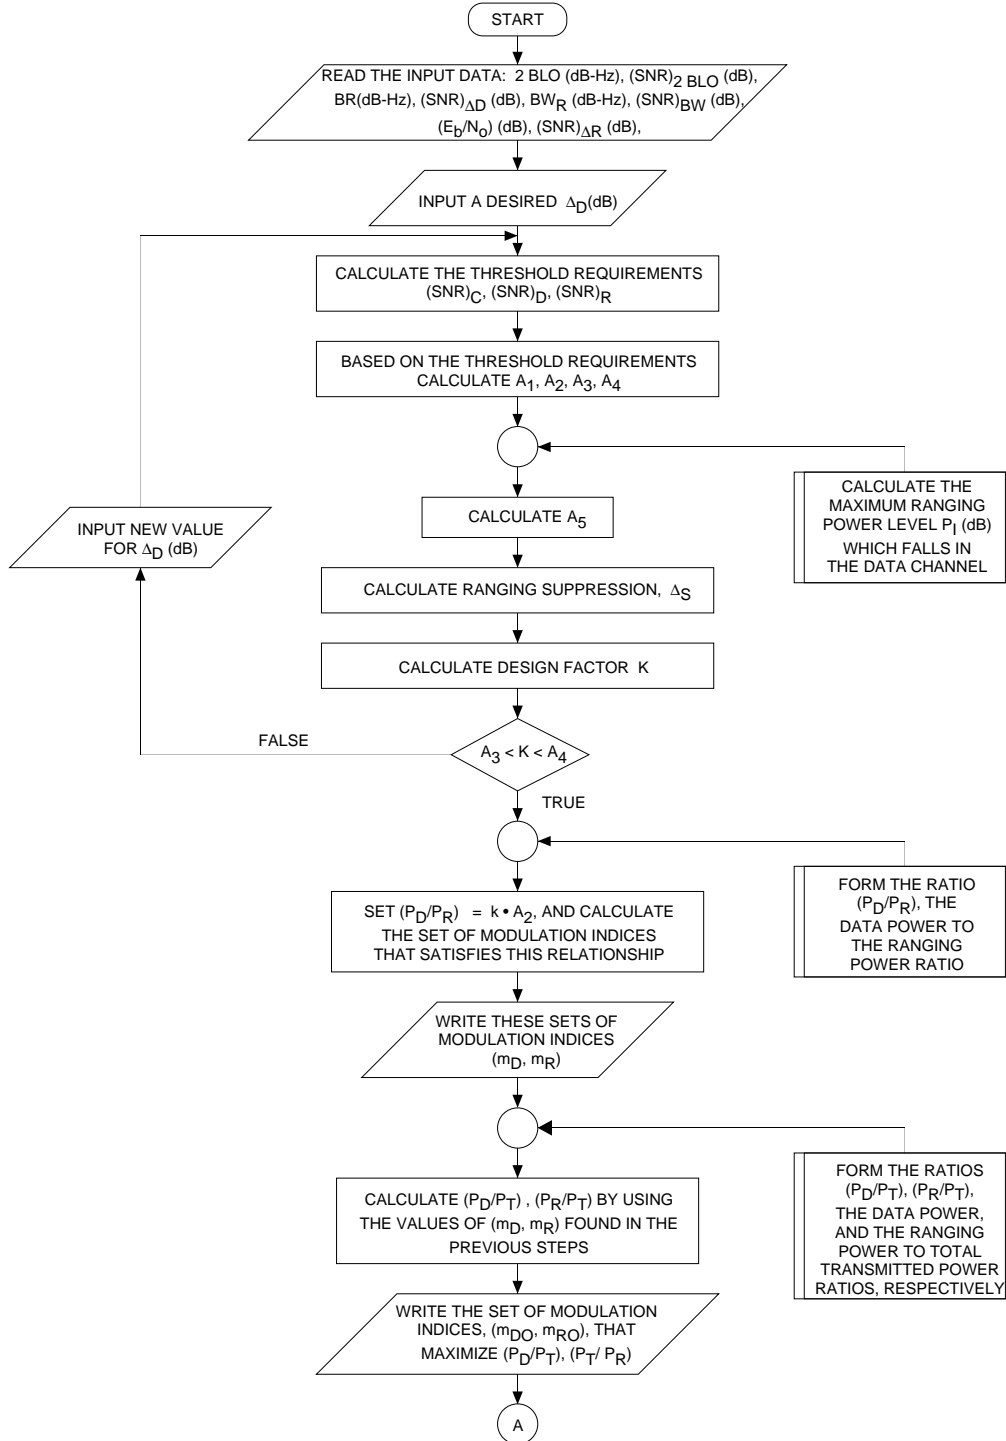 START
READ THE INPUT DATA: 2 BLO (dB-Hz), (SNR)2 BLO (dB),
BR(dB-Hz), (SNR)ΔD (dB), BWR (dB-Hz), (SNR)BW (dB),
(Eb/No) (dB), (SNR)ΔR (dB),
INPUT A DESIRED ΔD(dB)
CALCULATE THE THRESHOLD REQUIREMENTS
(SNR)C, (SNR)D, (SNR)R
BASED ON THE THRESHOLD REQUIREMENTS
CALCULATE A1, A2, A3, A4
CALCULATE THE
MAXIMUM RANGING
POWER LEVEL PI (dB)
WHICH FALLS IN
THE DATA CHANNEL
CALCULATE A5
INPUT NEW VALUE
FOR ΔD (dB)
CALCULATE RANGING SUPPRESSION, ΔS
CALCULATE DESIGN FACTOR K
FALSE
A3 < K < A4
TRUE
FORM THE RATIO
(PD/PR), THE
DATA POWER TO
THE RANGING
POWER RATIO
SET (PD/PR) = k • A2, AND CALCULATE
THE SET OF MODULATION INDICES
THAT SATISFIES THIS RELATIONSHIP
WRITE THESE SETS OF
MODULATION INDICES
(mD, mR)
FORM THE RATIOS
(PD/PT), (PR/PT),
THE DATA POWER,
AND THE RANGING
POWER TO TOTAL
TRANSMITTED POWER
RATIOS, RESPECTIVELY
CALCULATE (PD/PT) , (PR/PT) BY USING
THE VALUES OF (mD, mR) FOUND IN THE
PREVIOUS STEPS
WRITE THE SET OF MODULATION
INDICES, (mDO, mRO), THAT
MAXIMIZE (PD/PT), (PT/ PR)
A